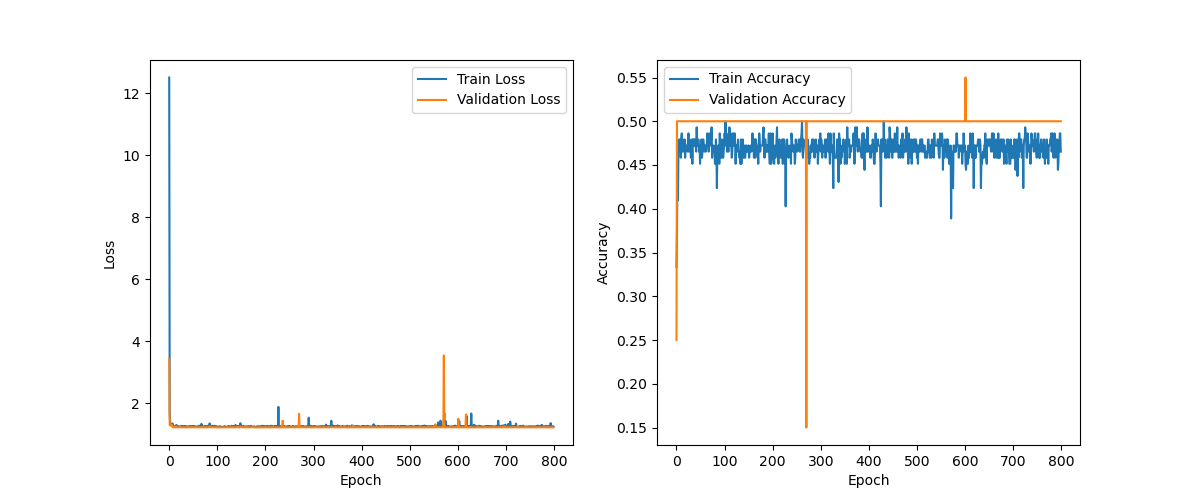 Train Loss
Validation Loss
12
10
8
6
4
2
Loss
0 100 200 300 400 500 600 700 800
Epoch
Train Accuracy
Validation Accuracy
0.55
0.50
0.45
0.40
0.35
0.30
0.25
0.20
0.15
Accuracy
0 100 200 300 400 500 600 700 800
Epoch